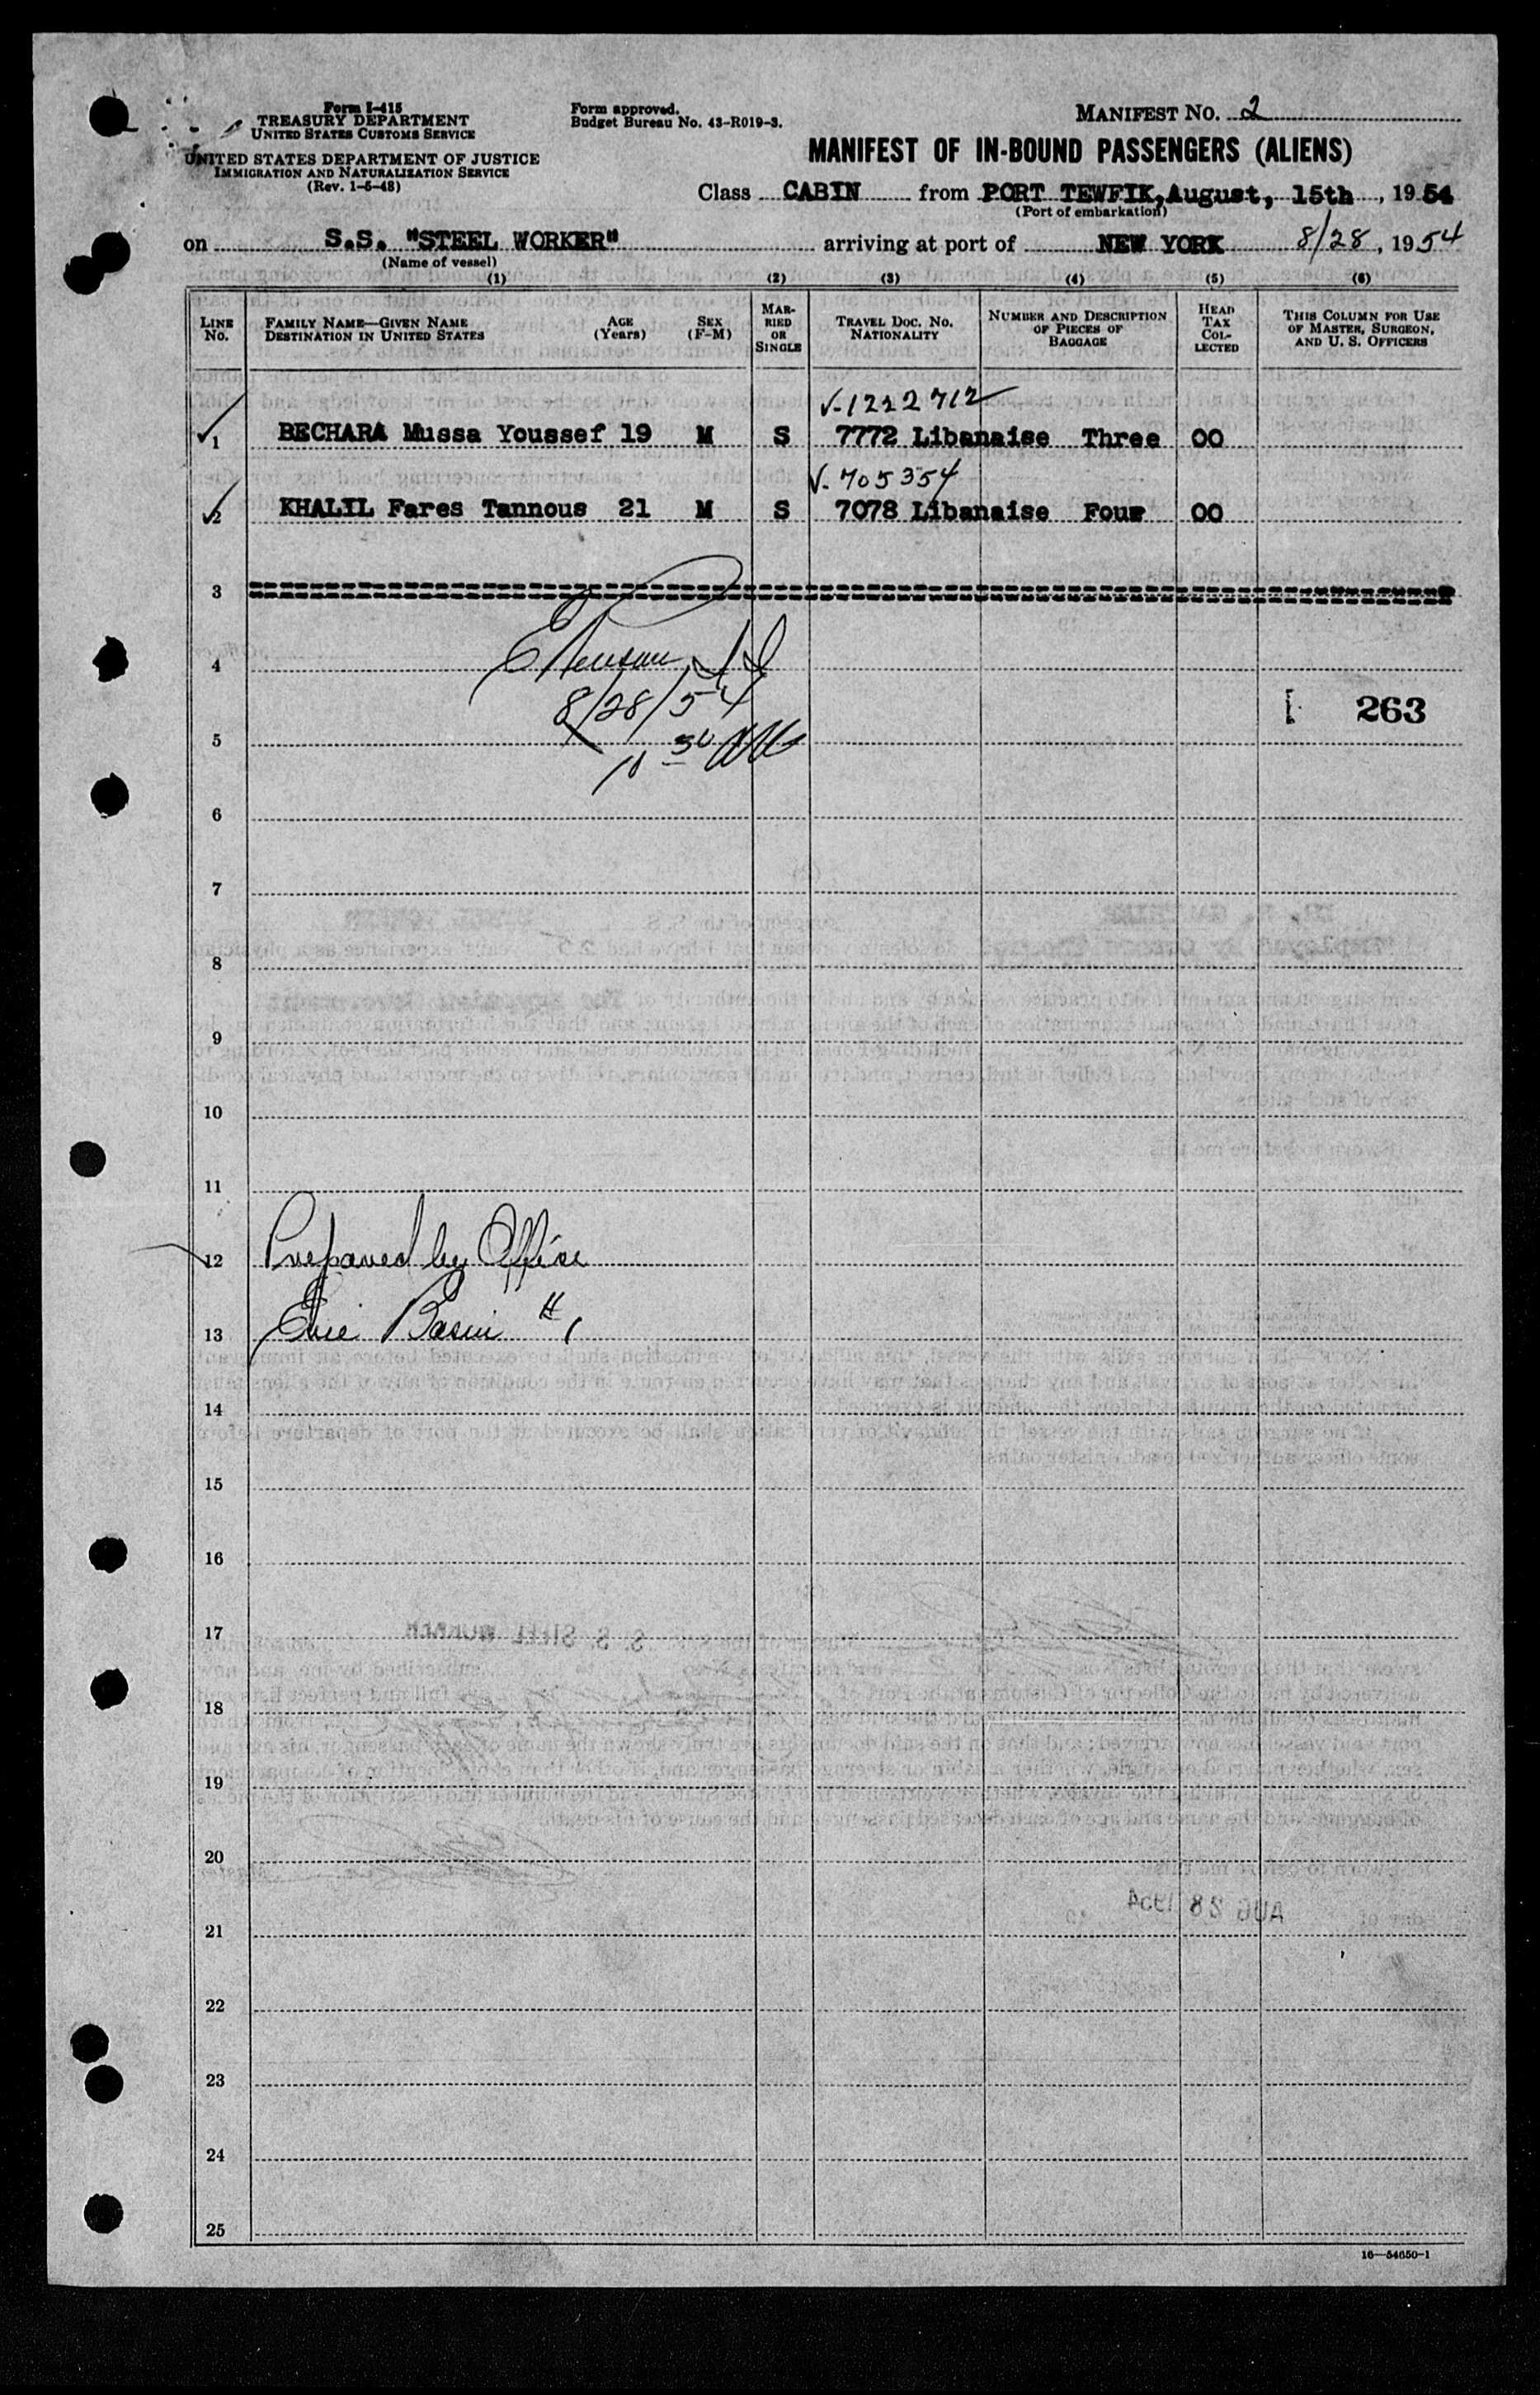 Form I-415
TREASURY DEPARTMENT
UNITED STATES CUSTOMS SERVICE
UNITED STATES DEPARTMENT OF JUSTICE
IMMIGRATION AND NATURALIZATION SERVICE
(Rev. 1-5-48)
Form approved.
Budget Bureau No. 43-R019-3.
MANIFEST NO. 2
MANIFEST OF IN-BOUND PASSENGERS (ALIENS)
Class CABIN from PORT TEWFIK, August, 15th, 1954
(Port of embarkation)
on S.S. "STEEL WORKER" arriving at port of NEW YORK 8/28, 1954
(Name of vessel)
(1) (2) (3) (4) (5) (6)
LINE NO. FAMILY NAME—GIVEN NAME DESTINATION IN UNITED STATES AGE (Years) SEX (F-M) MARRIED OR SINGLE TRAVEL DOC. NO. NATIONALITY NUMBER AND DESCRIPTION OF PIECES OF BAGGAGE HEAD TAX COLLECTED THIS COLUMN FOR USE OF MASTER, SURGEON, AND U. S. OFFICERS
V-1222712
1 BECHARA Mussa Youssef 19 M S 7772 Libanaise Three 00
V-705354
2 KHALIL Fares Tannous 21 M S 7078 Libanaise Four 00
3
4
8/28/54
263
5
10 30 AM
6
7
8
9
10
11
12 Prepared by Office
13 Erie Basin #1
14
15
16
17
18
19
20
21
22
23
24
25
16—54650-1